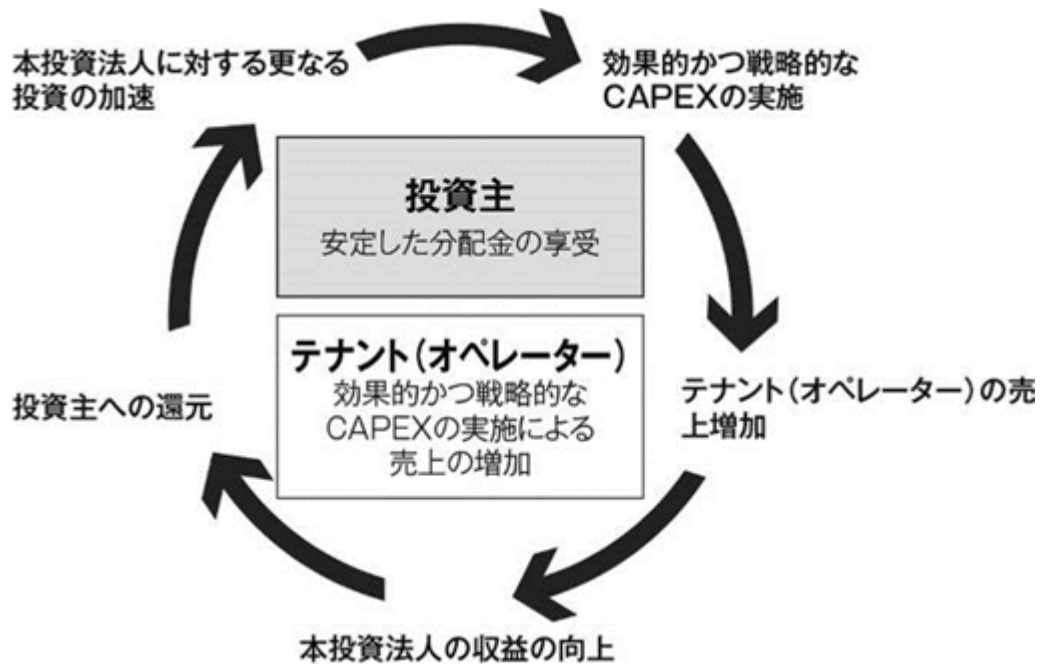 本投資法人に対する更なる
投資の加速
効果的かつ戦略的な
CAPEXの実施
投資主
安定した分配金の享受
テナント(オペレーター)
効果的かつ戦略的な
CAPEXの実施による
売上の増加
投資主への還元
テナント(オペレーター)の売
上増加
本投資法人の収益の向上